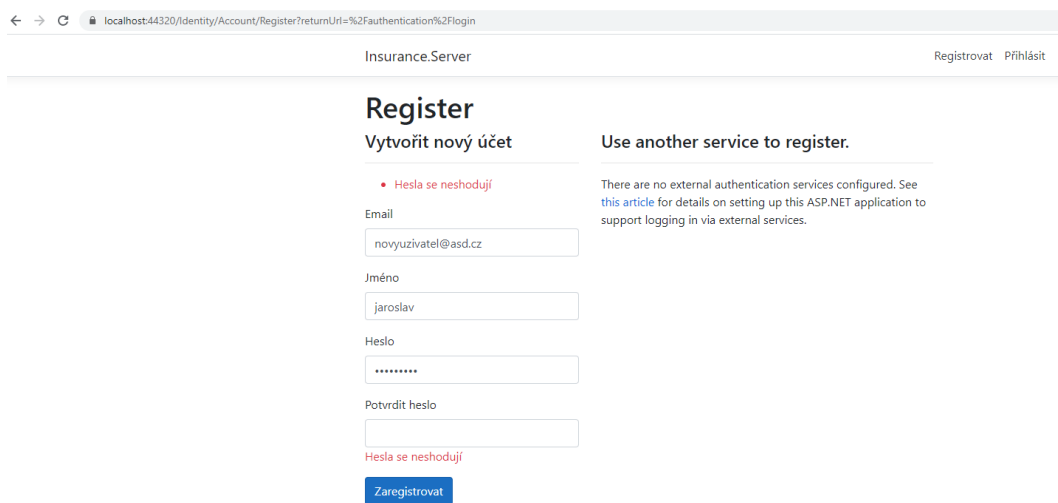 localhost:44320/Identity/Account/Register?returnUrl=%2Fauthentication%2Flogin
Insurance.Server
Registrovat Přihlásit
Register
Vytvořit nový účet
Hesla se neshodují
Email
novyuzivatel@asd.cz
Jméno
jaroslav
Heslo
•••••••••
Potvrdit heslo
Hesla se neshodují
Zaregistrovat
Use another service to register.
There are no external authentication services configured. See
this article for details on setting up this ASP.NET application to
support logging in via external services.